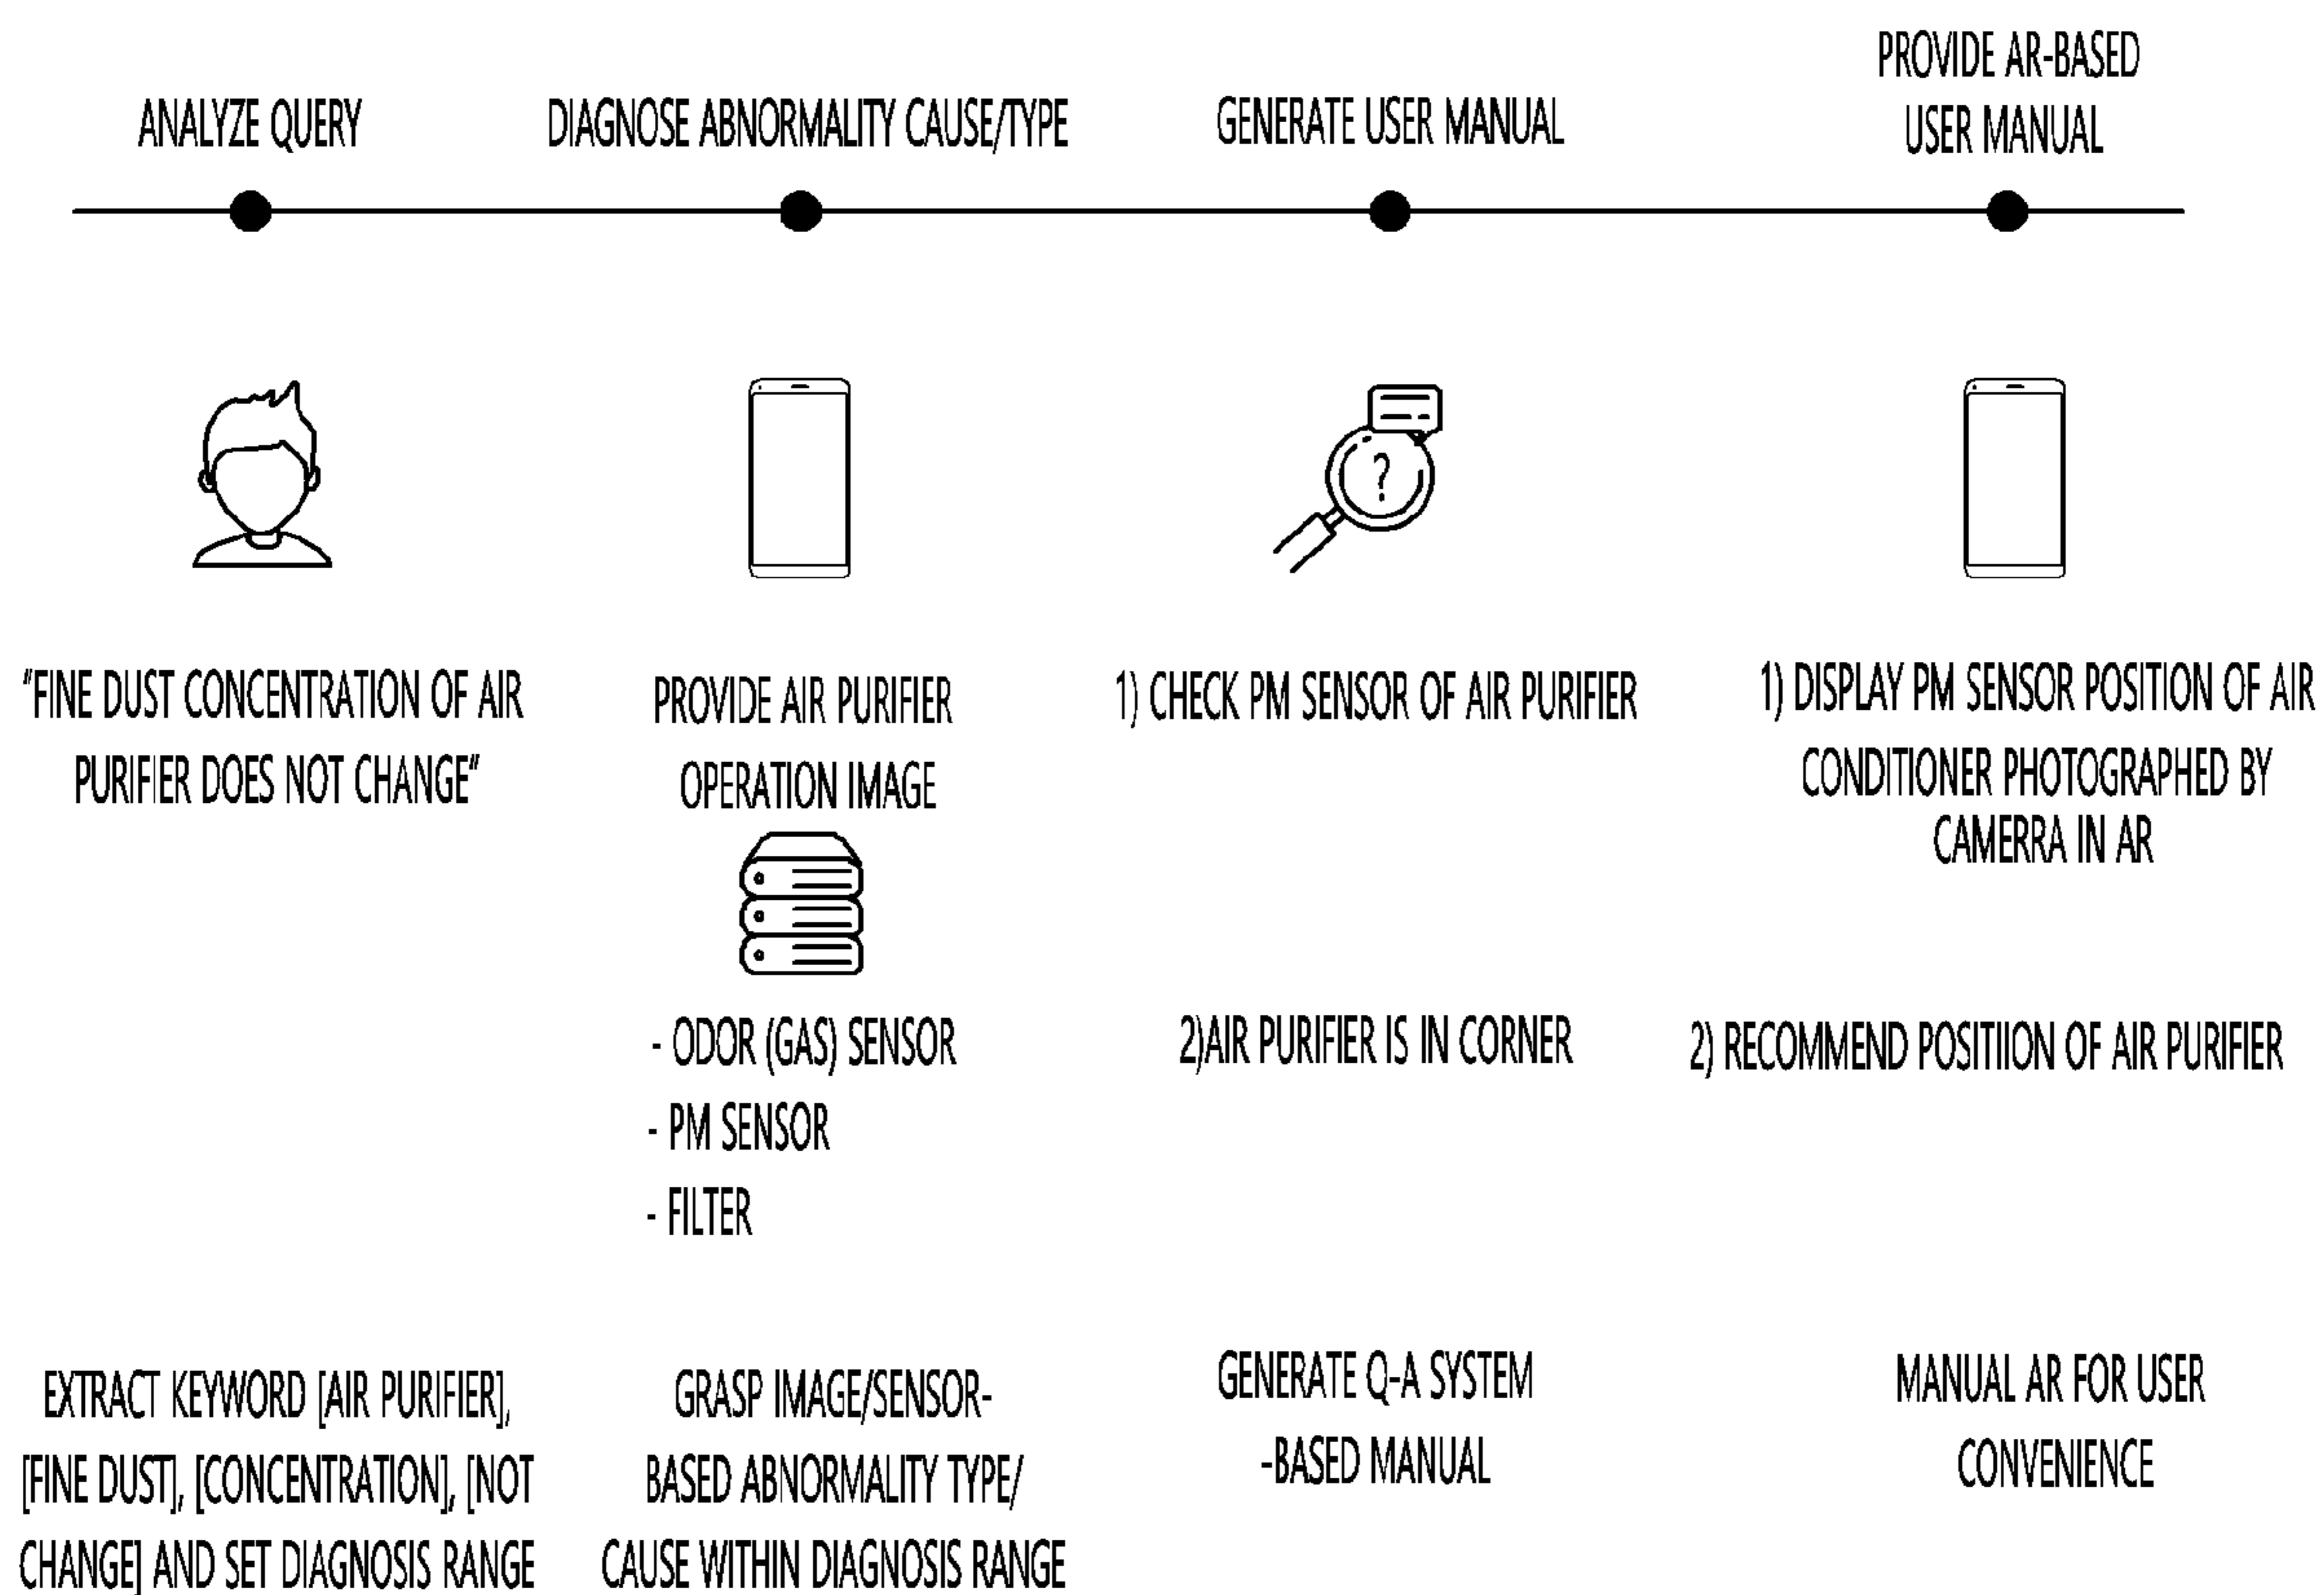 ANALYZE QUERY
DIAGNOSE ABNORMALITY CAUSE/TYPE
GENERATE USER MANUAL
PROVIDE AR-BASED
USER MANUAL
"FINE DUST CONCENTRATION OF AIR
PURIFIER DOES NOT CHANGE"
PROVIDE AIR PURIFIER
OPERATION IMAGE
- ODOR (GAS) SENSOR
- PM SENSOR
- FILTER
?
1) CHECK PM SENSOR OF AIR PURIFIER
2)AIR PURIFIER IS IN CORNER
1) DISPLAY PM SENSOR POSITION OF AIR
CONDITIONER PHOTOGRAPHED BY
CAMERRA IN AR
2) RECOMMEND POSITIION OF AIR PURIFIER
EXTRACT KEYWORD [AIR PURIFIER],
[FINE DUST], [CONCENTRATION], [NOT
CHANGE] AND SET DIAGNOSIS RANGE
GRASP IMAGE/SENSOR-
BASED ABNORMALITY TYPE/
CAUSE WITHIN DIAGNOSIS RANGE
GENERATE Q-A SYSTEM
-BASED MANUAL
MANUAL AR FOR USER
CONVENIENCE